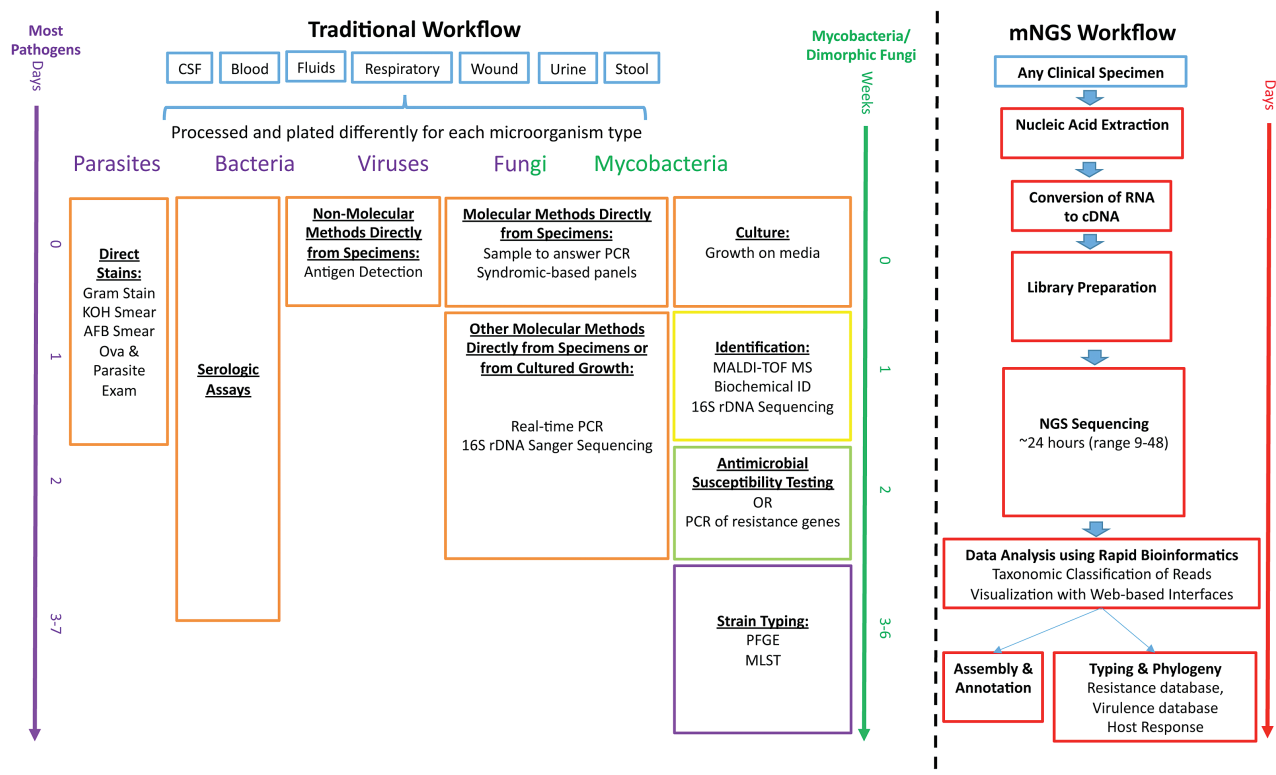 Most
Pathogens
Days
Traditional Workflow
CSF
Blood
Fluids
Respiratory
Wound
Urine
Stool
Processed and plated differently for each microorganism type
Mycobacteria/
Dimorphic Fungi
Weeks
Parasites
Bacteria
Viruses
Fungi
Mycobacteria
0
1
2
3-7
Direct
Stains:
Gram Stain
KOH Smear
AFB Smear
Ova &
Parasite
Exam
Serologic
Assays
Non-Molecular
Methods Directly
from Specimens:
Antigen Detection
Molecular Methods Directly
from Specimens:
Sample to answer PCR
Syndromic-based panels
Other Molecular Methods
Directly from Specimens or
from Cultured Growth:
Real-time PCR
16S rDNA Sanger Sequencing
Culture:
Growth on media
Identification:
MALDI-TOF MS
Biochemical ID
16S rDNA Sequencing
Antimicrobial
Susceptibility Testing
OR
PCR of resistance genes
Strain Typing:
PFGE
MLST
0
1
2
3-6
mNGS Workflow
Days
Any Clinical Specimen
Nucleic Acid Extraction
Conversion of RNA
to cDNA
Library Preparation
NGS Sequencing
~24 hours (range 9-48)
Data Analysis using Rapid Bioinformatics
Taxonomic Classification of Reads
Visualization with Web-based Interfaces
Assembly &
Annotation
Typing & Phylogeny
Resistance database,
Virulence database
Host Response